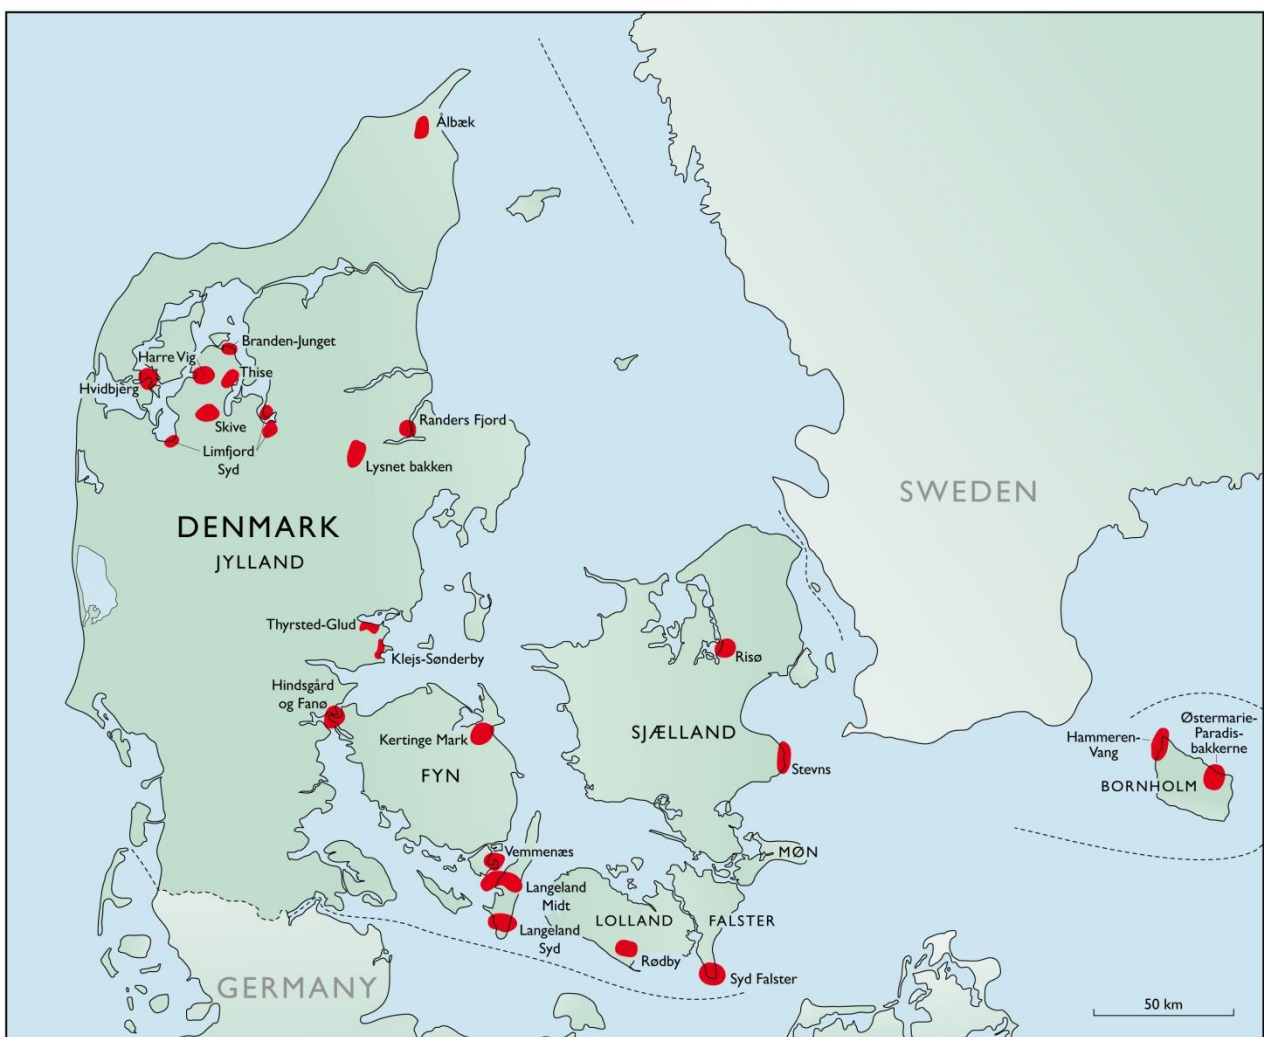 Ålbæk
Branden-Junget
Harre Vig
Thise
Hvidbjerg
Skive
Randers Fjord
Limfjord
Syd
Lysnet bakken
SWEDEN
DENMARK
JYLLAND
Thyrsted-Glud
Klejs-Sønderby
Risø
Hindsgård
og Fanø
Kertinge Mark
SJÆLLAND
FYN
Stevns
Østermarie-
Paradis-
bakkerne
Hammeren-
Vang
BORNHOLM
Vemmenæs
MØN
Langeland
Midt
LOLLAND
FALSTER
Langeland
Syd
Rødby
Syd Falster
GERMANY
50 km